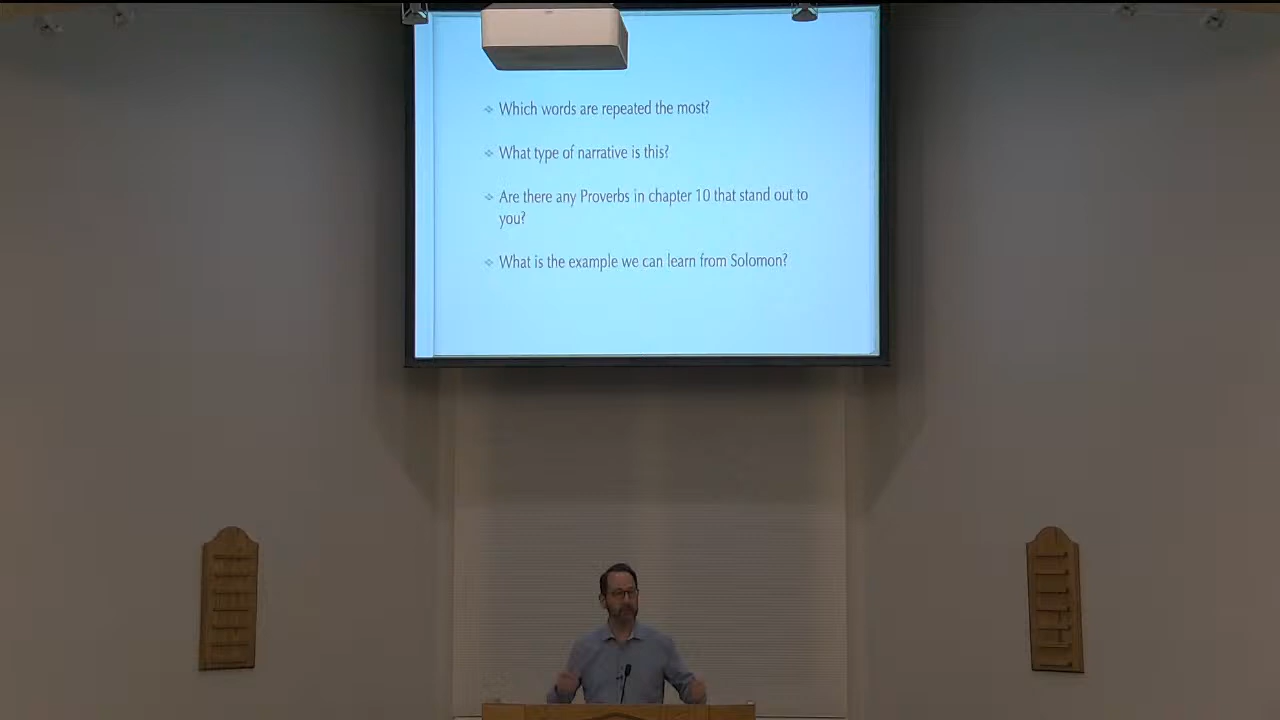 Which words are repeated the most?
What type of narrative is this?
Are there any Proverbs in chapter 10 that stand out to
you?
What is the example we can learn from Solomon?